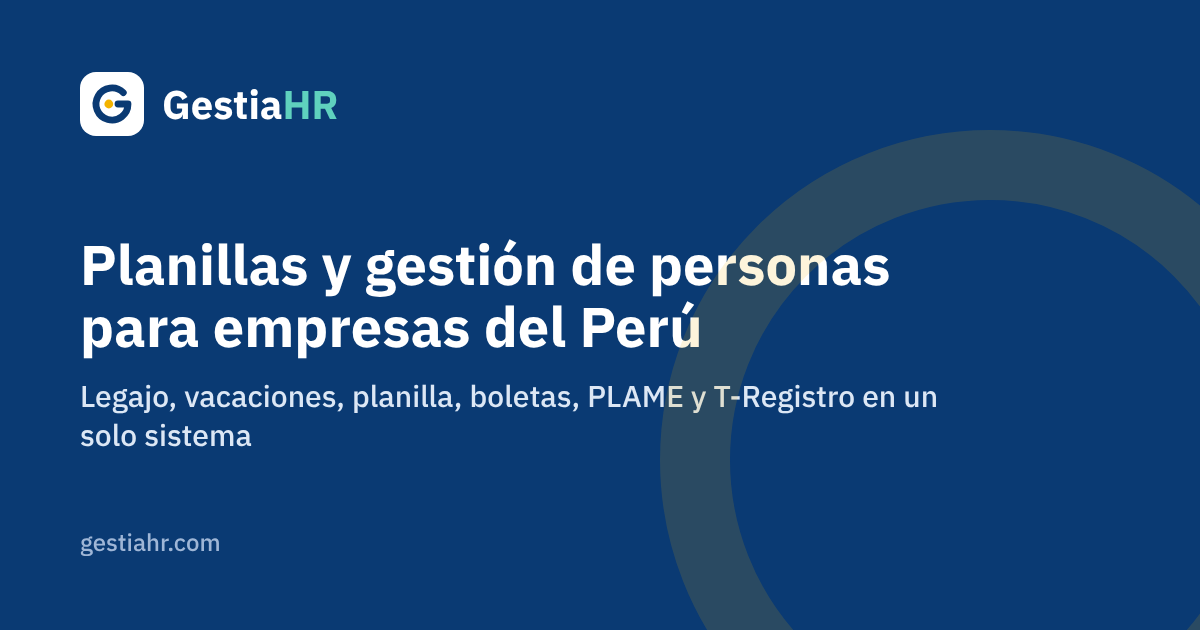 GestiaHR
Planillas y gestión de personas
para empresas del Perú
Legajo, vacaciones, planilla, boletas, PLAME y T-Registro en un
solo sistema
gestiahr.com